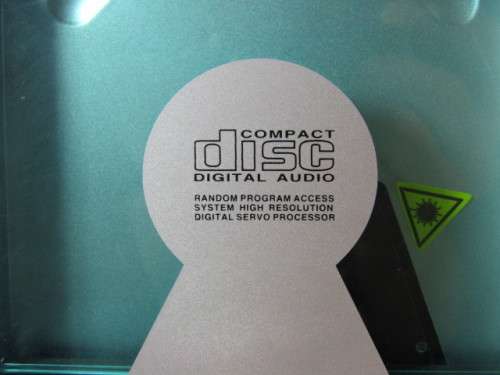 COMPACT
disc
DIGITAL AUDIO
RANDOM PROGRAM ACCESS
SYSTEM HIGH RESOLUTION
DIGITAL SERVO PROCESSOR